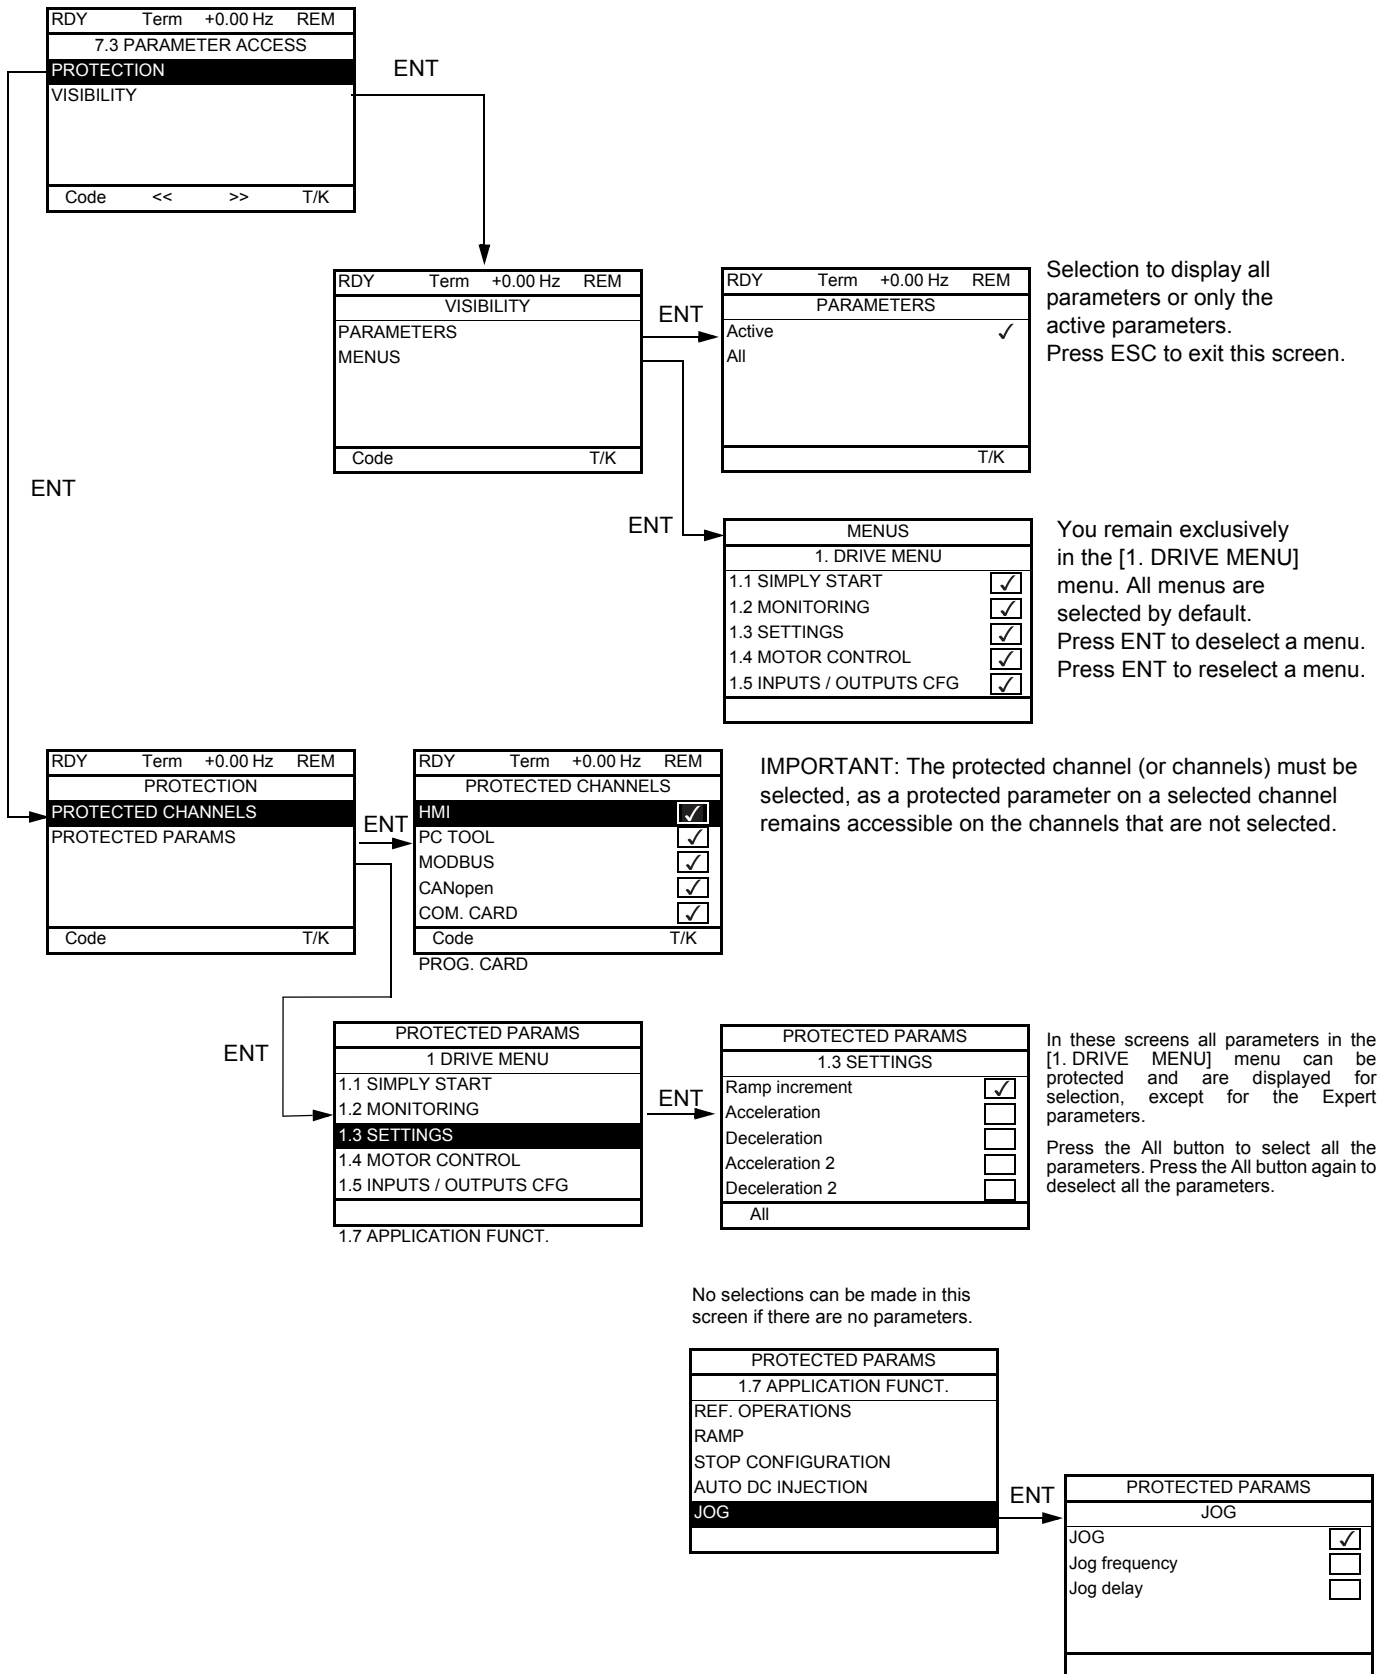 RDY Term +0.00 Hz REM
7.3 PARAMETER ACCESS
PROTECTION
VISIBILITY
Code << >> T/K
ENT
RDY Term +0.00 Hz REM
VISIBILITY
PARAMETERS
MENUS
Code T/K
ENT
RDY Term +0.00 Hz REM
PARAMETERS
Active ✓
All
T/K
Selection to display all
parameters or only the
active parameters.
Press ESC to exit this screen.
ENT
ENT
MENUS
1. DRIVE MENU
1.1 SIMPLY START ✓
1.2 MONITORING ✓
1.3 SETTINGS ✓
1.4 MOTOR CONTROL ✓
1.5 INPUTS / OUTPUTS CFG ✓
You remain exclusively
in the [1. DRIVE MENU]
menu. All menus are
selected by default.
Press ENT to deselect a menu.
Press ENT to reselect a menu.
RDY Term +0.00 Hz REM
PROTECTION
PROTECTED CHANNELS
PROTECTED PARAMS
Code T/K
ENT
RDY Term +0.00 Hz REM
PROTECTED CHANNELS
HMI ✓
PC TOOL ✓
MODBUS ✓
CANopen ✓
COM. CARD ✓
Code T/K
PROG. CARD
IMPORTANT: The protected channel (or channels) must be
selected, as a protected parameter on a selected channel
remains accessible on the channels that are not selected.
ENT
PROTECTED PARAMS
1 DRIVE MENU
1.1 SIMPLY START
1.2 MONITORING
1.3 SETTINGS
1.4 MOTOR CONTROL
1.5 INPUTS / OUTPUTS CFG
1.7 APPLICATION FUNCT.
ENT
PROTECTED PARAMS
1.3 SETTINGS
Ramp increment ✓
Acceleration
Deceleration
Acceleration 2
Deceleration 2
All
In these screens all parameters in the
[1. DRIVE MENU] menu can be
protected and are displayed for
selection, except for the Expert
parameters.
Press the All button to select all the
parameters. Press the All button again to
deselect all the parameters.
No selections can be made in this
screen if there are no parameters.
PROTECTED PARAMS
1.7 APPLICATION FUNCT.
REF. OPERATIONS
RAMP
STOP CONFIGURATION
AUTO DC INJECTION
JOG
ENT
PROTECTED PARAMS
JOG
JOG ✓
Jog frequency
Jog delay